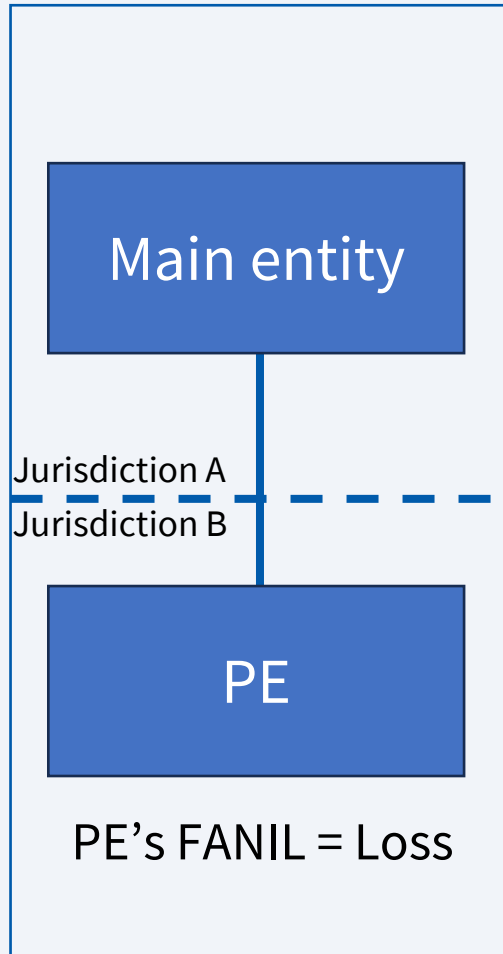 Main entity
Jurisdiction A
Jurisdiction B
PE
PE’s FANIL = Loss